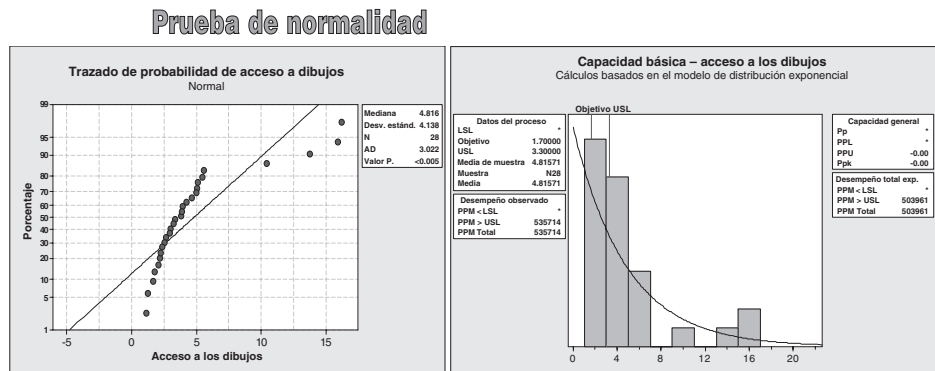 Prueba de normalidad
Trazado de probabilidad de acceso a dibujos
Normal
99
95
90
80
70
60
50
40
30
20
10
5
1
Porcentaje
-5
0
5
10
15
Acceso a los dibujos
Mediana 4.816
Desv. estánd. 4.138
N 28
AD 3.022
Valor P. <0.005
Capacidad básica – acceso a los dibujos
Cálculos basados en el modelo de distribución exponencial
Objetivo USL
Datos del proceso
LSL *
Objetivo 1.70000
USL 3.30000
Media de muestra 4.81571
Muestra N28
Media 4.81571
Desempeño observado
PPM < LSL *
PPM > USL 535714
PPM Total 535714
0
4
8
12
16
20
Capacidad general
Pp *
PPL *
PPU -0.00
Ppk -0.00
Desempeño total exp.
PPM < LSL *
PPM > USL 503961
PPM Total 503961